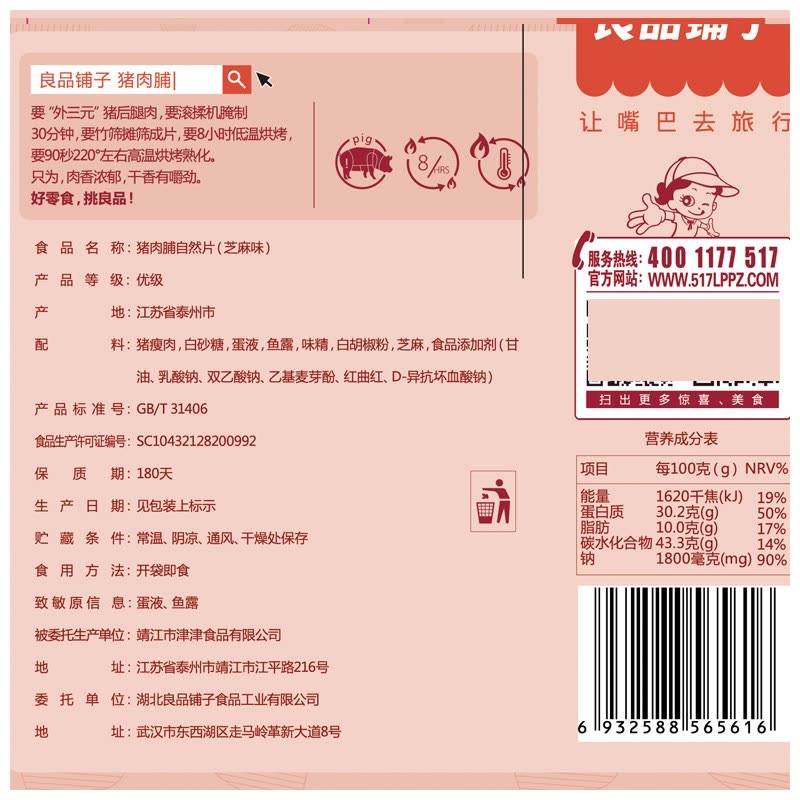 良品铺子
让嘴巴去旅行
良品铺子 猪肉脯
要“外三元”猪后腿肉，要滚揉机腌制
30分钟，要竹筛摊筛成片，要8小时低温烘烤，
要90秒220°左右高温烘烤熟化。
只为，肉香浓郁，干香有嚼劲。
好零食，挑良品！
pig
8/HRS
食品名称：猪肉脯自然片（芝麻味）
产品等级：优级
产地：江苏省泰州市
配料：猪瘦肉，白砂糖，蛋液，鱼露，味精，白胡椒粉，芝麻，食品添加剂（甘
油、乳酸钠、双乙酸钠、乙基麦芽酚、红曲红、D-异抗坏血酸钠）
产品标准号：GB/T 31406
食品生产许可证编号：SC10432128200992
保质期：180天
生产日期：见包装上标示
贮藏条件：常温、阴凉、通风、干燥处保存
食用方法：开袋即食
致敏原信息：蛋液、鱼露
被委托生产单位：靖江市津津食品有限公司
地址：江苏省泰州市靖江市江平路216号
委托单位：湖北良品铺子食品工业有限公司
地址：武汉市东西湖区走马岭革新大道8号
服务热线：400 1177 517
官方网站：WWW.517LPPZ.COM
扫出更多惊喜、美食
营养成分表
项目 每100克(g) NRV%
能量 1620千焦(kJ) 19%
蛋白质 30.2克(g) 50%
脂肪 10.0克(g) 17%
碳水化合物 43.3克(g) 14%
钠 1800毫克(mg) 90%
6 932588 565616